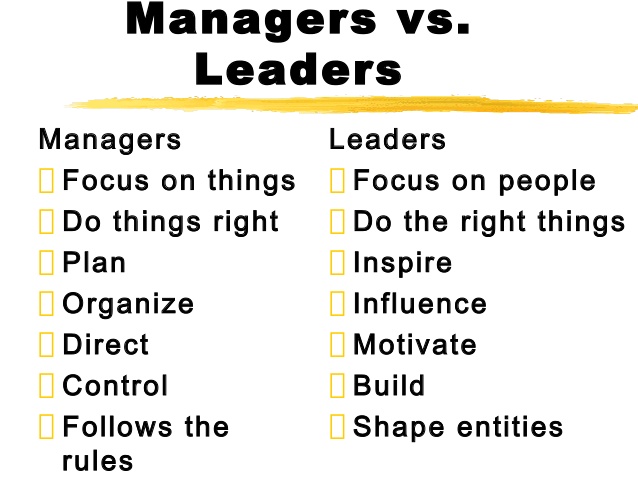 Managers vs.
Leaders
Managers
Focus on things
Do things right
Plan
Organize
Direct
Control
Follows the
rules
Leaders
Focus on people
Do the right things
Inspire
Influence
Motivate
Build
Shape entities